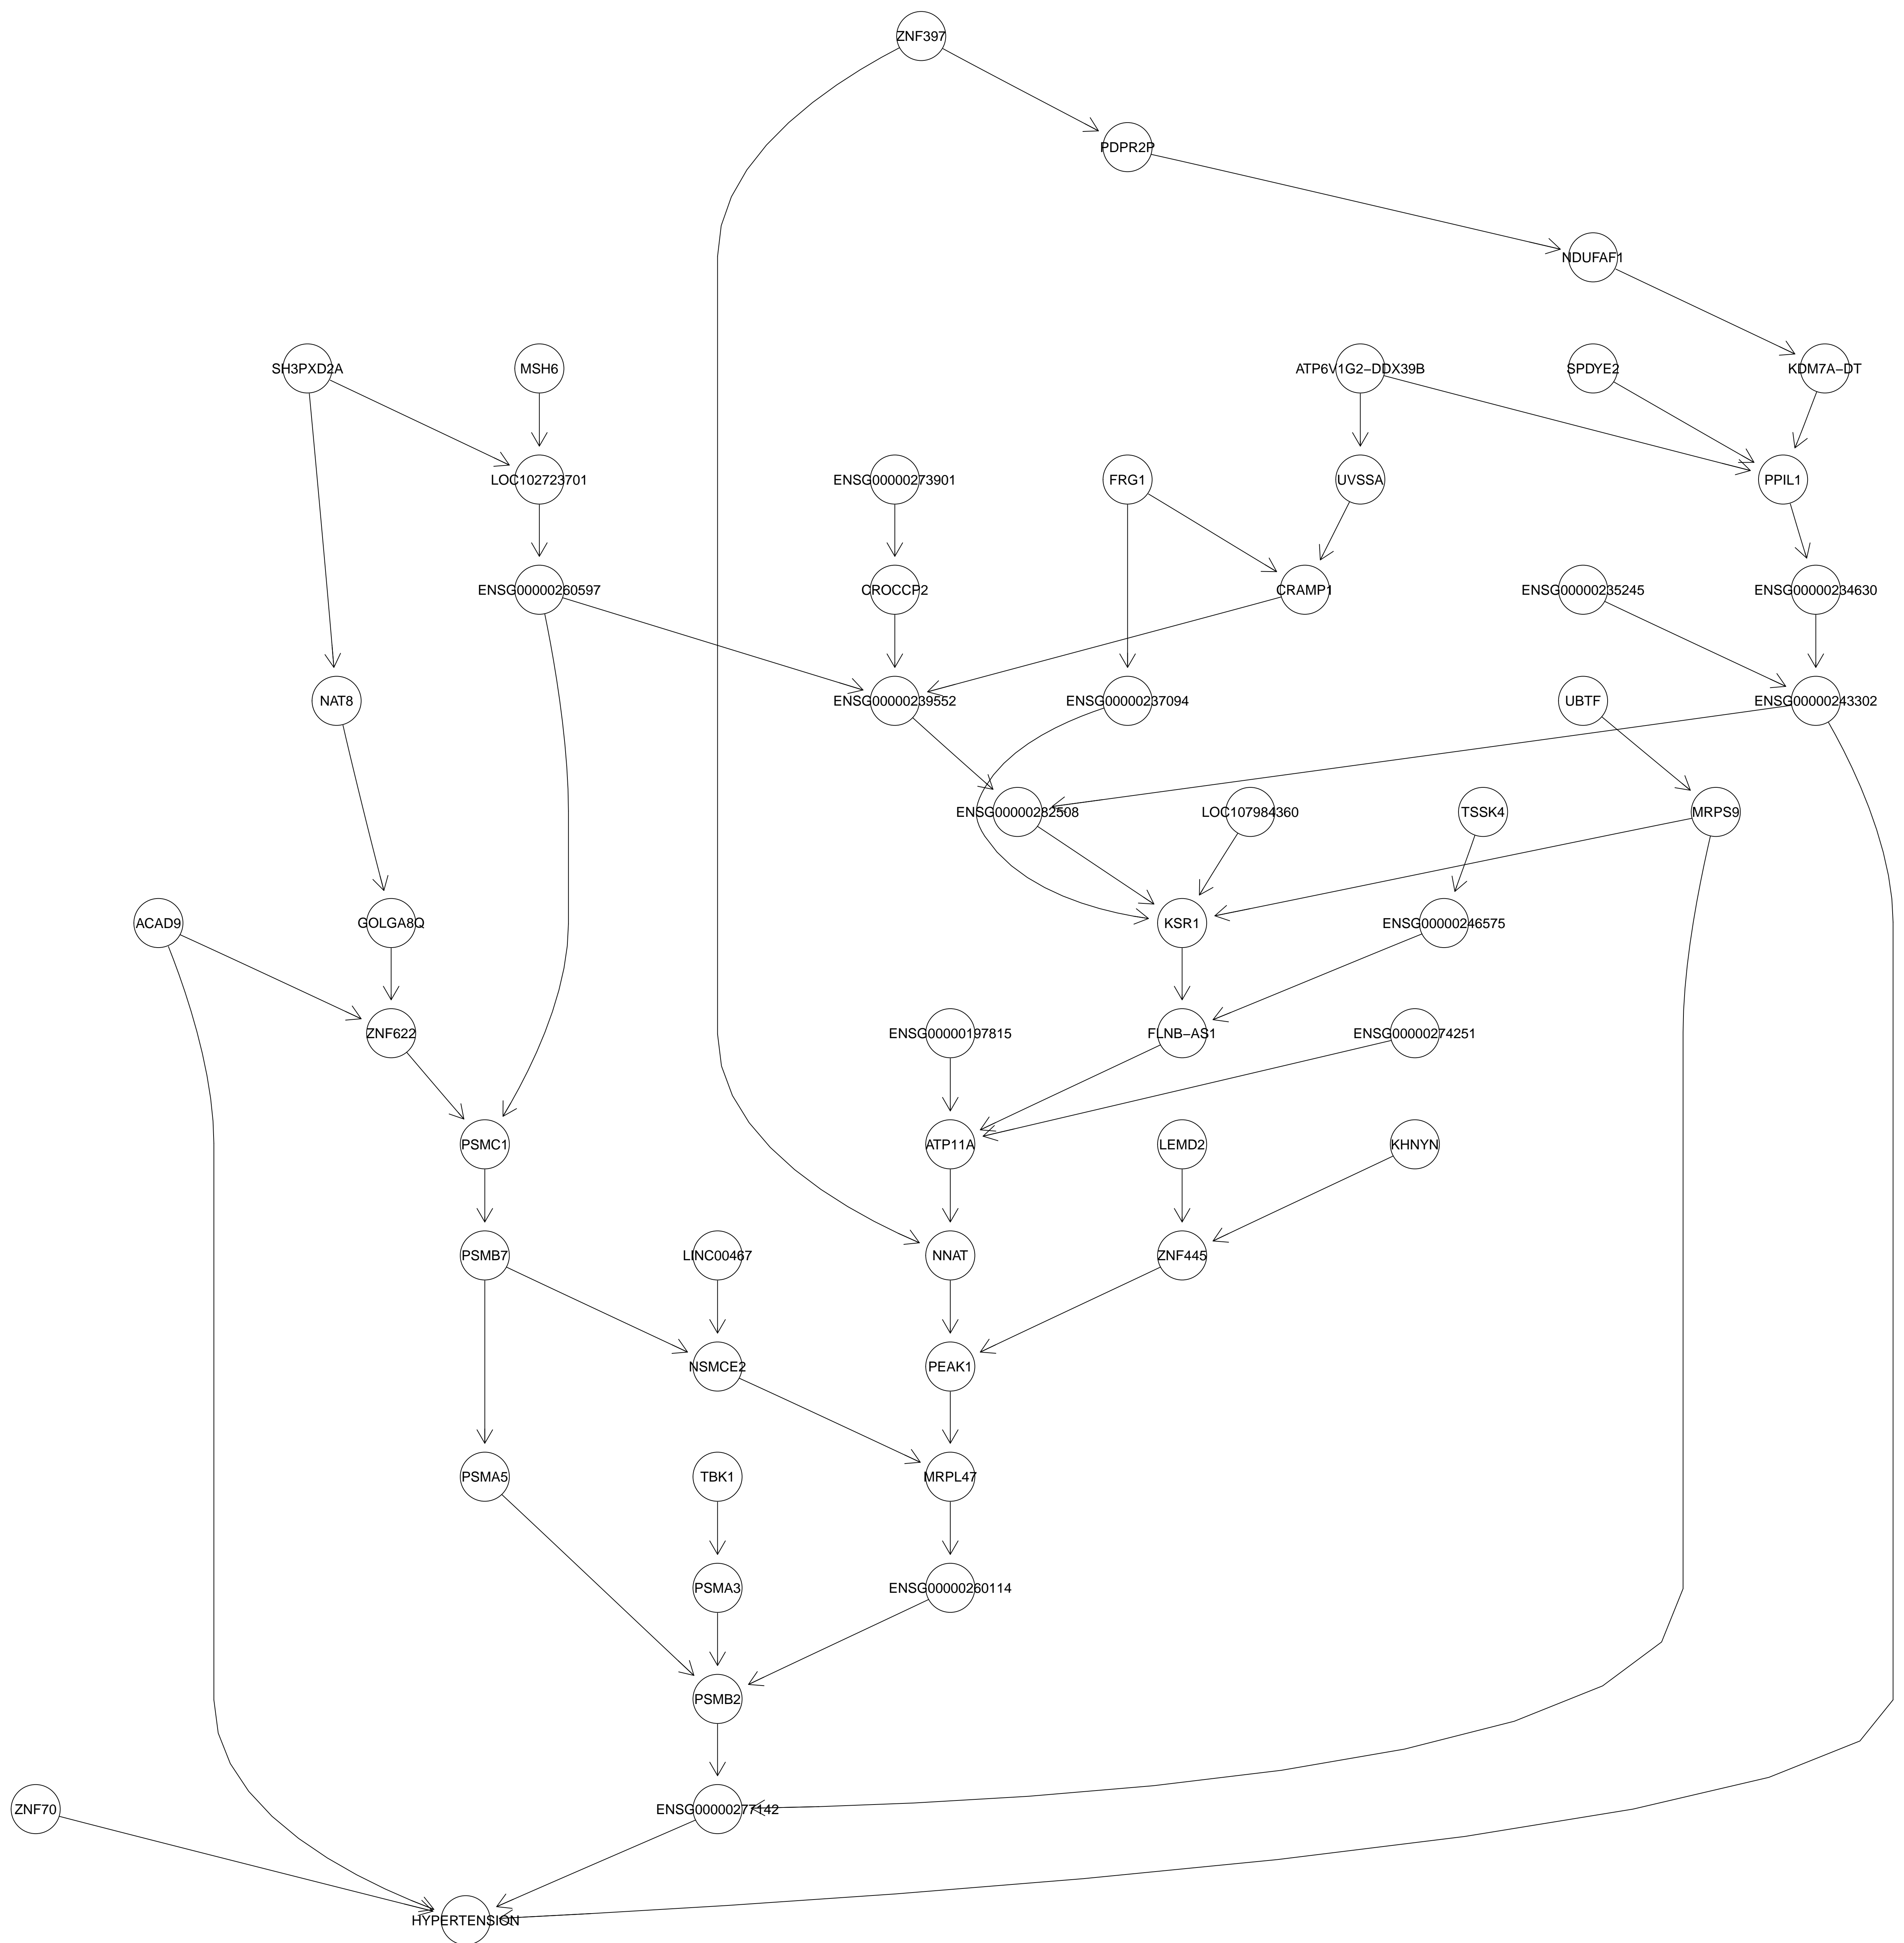 ZNF397
PDPR2P
NDUFAF1
SH3PXD2A
MSH6
ATP6V1G2−DDX39B
SPDYE2
KDM7A−DT
LOC102723701
ENSG00000273901
FRG1
UVSSA
PPIL1
ENSG00000260597
CROCCP2
CRAMP1
ENSG00000235245
ENSG00000234630
NAT8
ENSG00000239552
ENSG00000237094
UBTF
ENSG00000243302
ENSG00000282508
LOC107984360
TSSK4
MRPS9
ACAD9
GOLGA8Q
KSR1
ENSG00000246575
ZNF622
ENSG00000197815
FLNB−AS1
ENSG00000274251
PSMC1
ATP11A
LEMD2
KHNYN
PSMB7
LINC00467
NNAT
ZNF445
NSMCE2
PEAK1
PSMA5
TBK1
MRPL47
PSMA3
ENSG00000260114
PSMB2
ZNF70
ENSG00000277142
HYPERTENSION